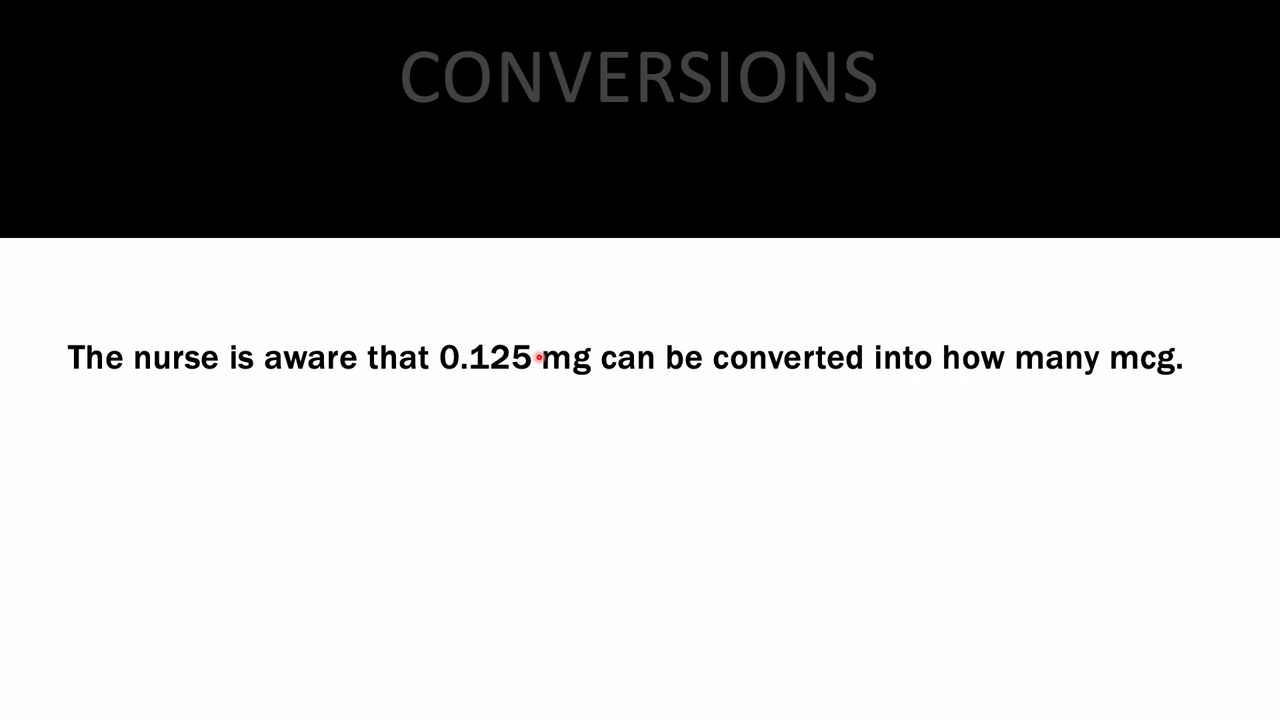 CONVERSIONS
The nurse is aware that 0.125 mg can be converted into how many mcg.